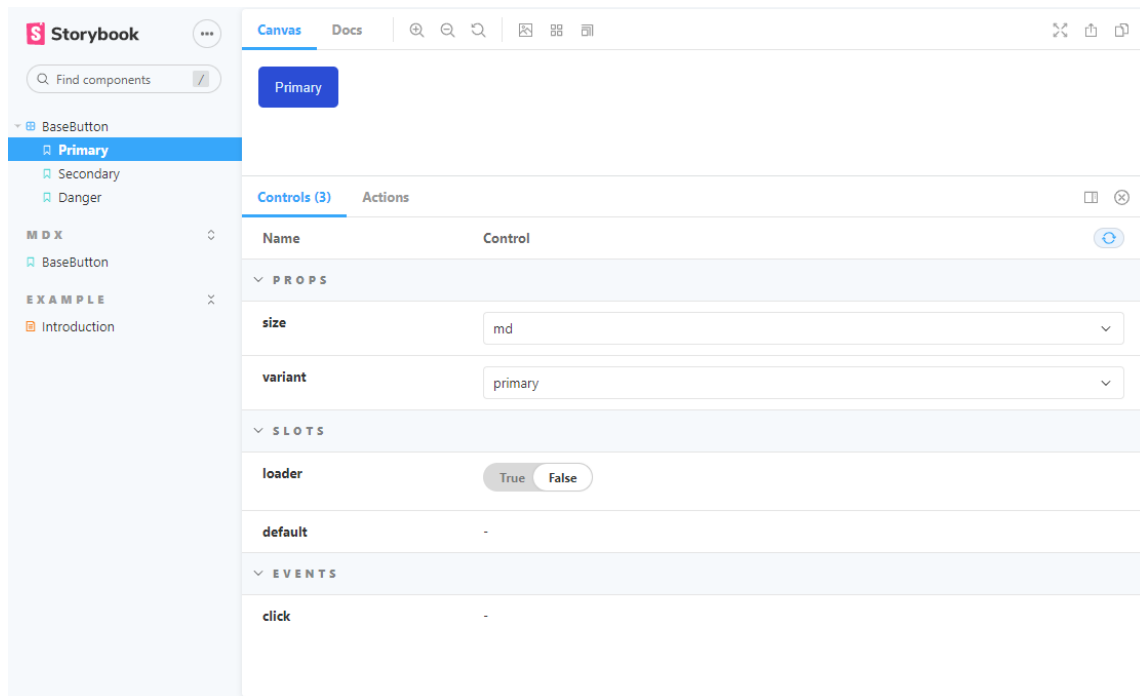 Storybook
Find components
/
BaseButton
Primary
Secondary
Danger
MDX
BaseButton
EXAMPLE
Introduction
Canvas Docs
Primary
Controls (3) Actions
Name Control
PROPS
size md
variant primary
SLOTS
loader True False
default -
EVENTS
click -